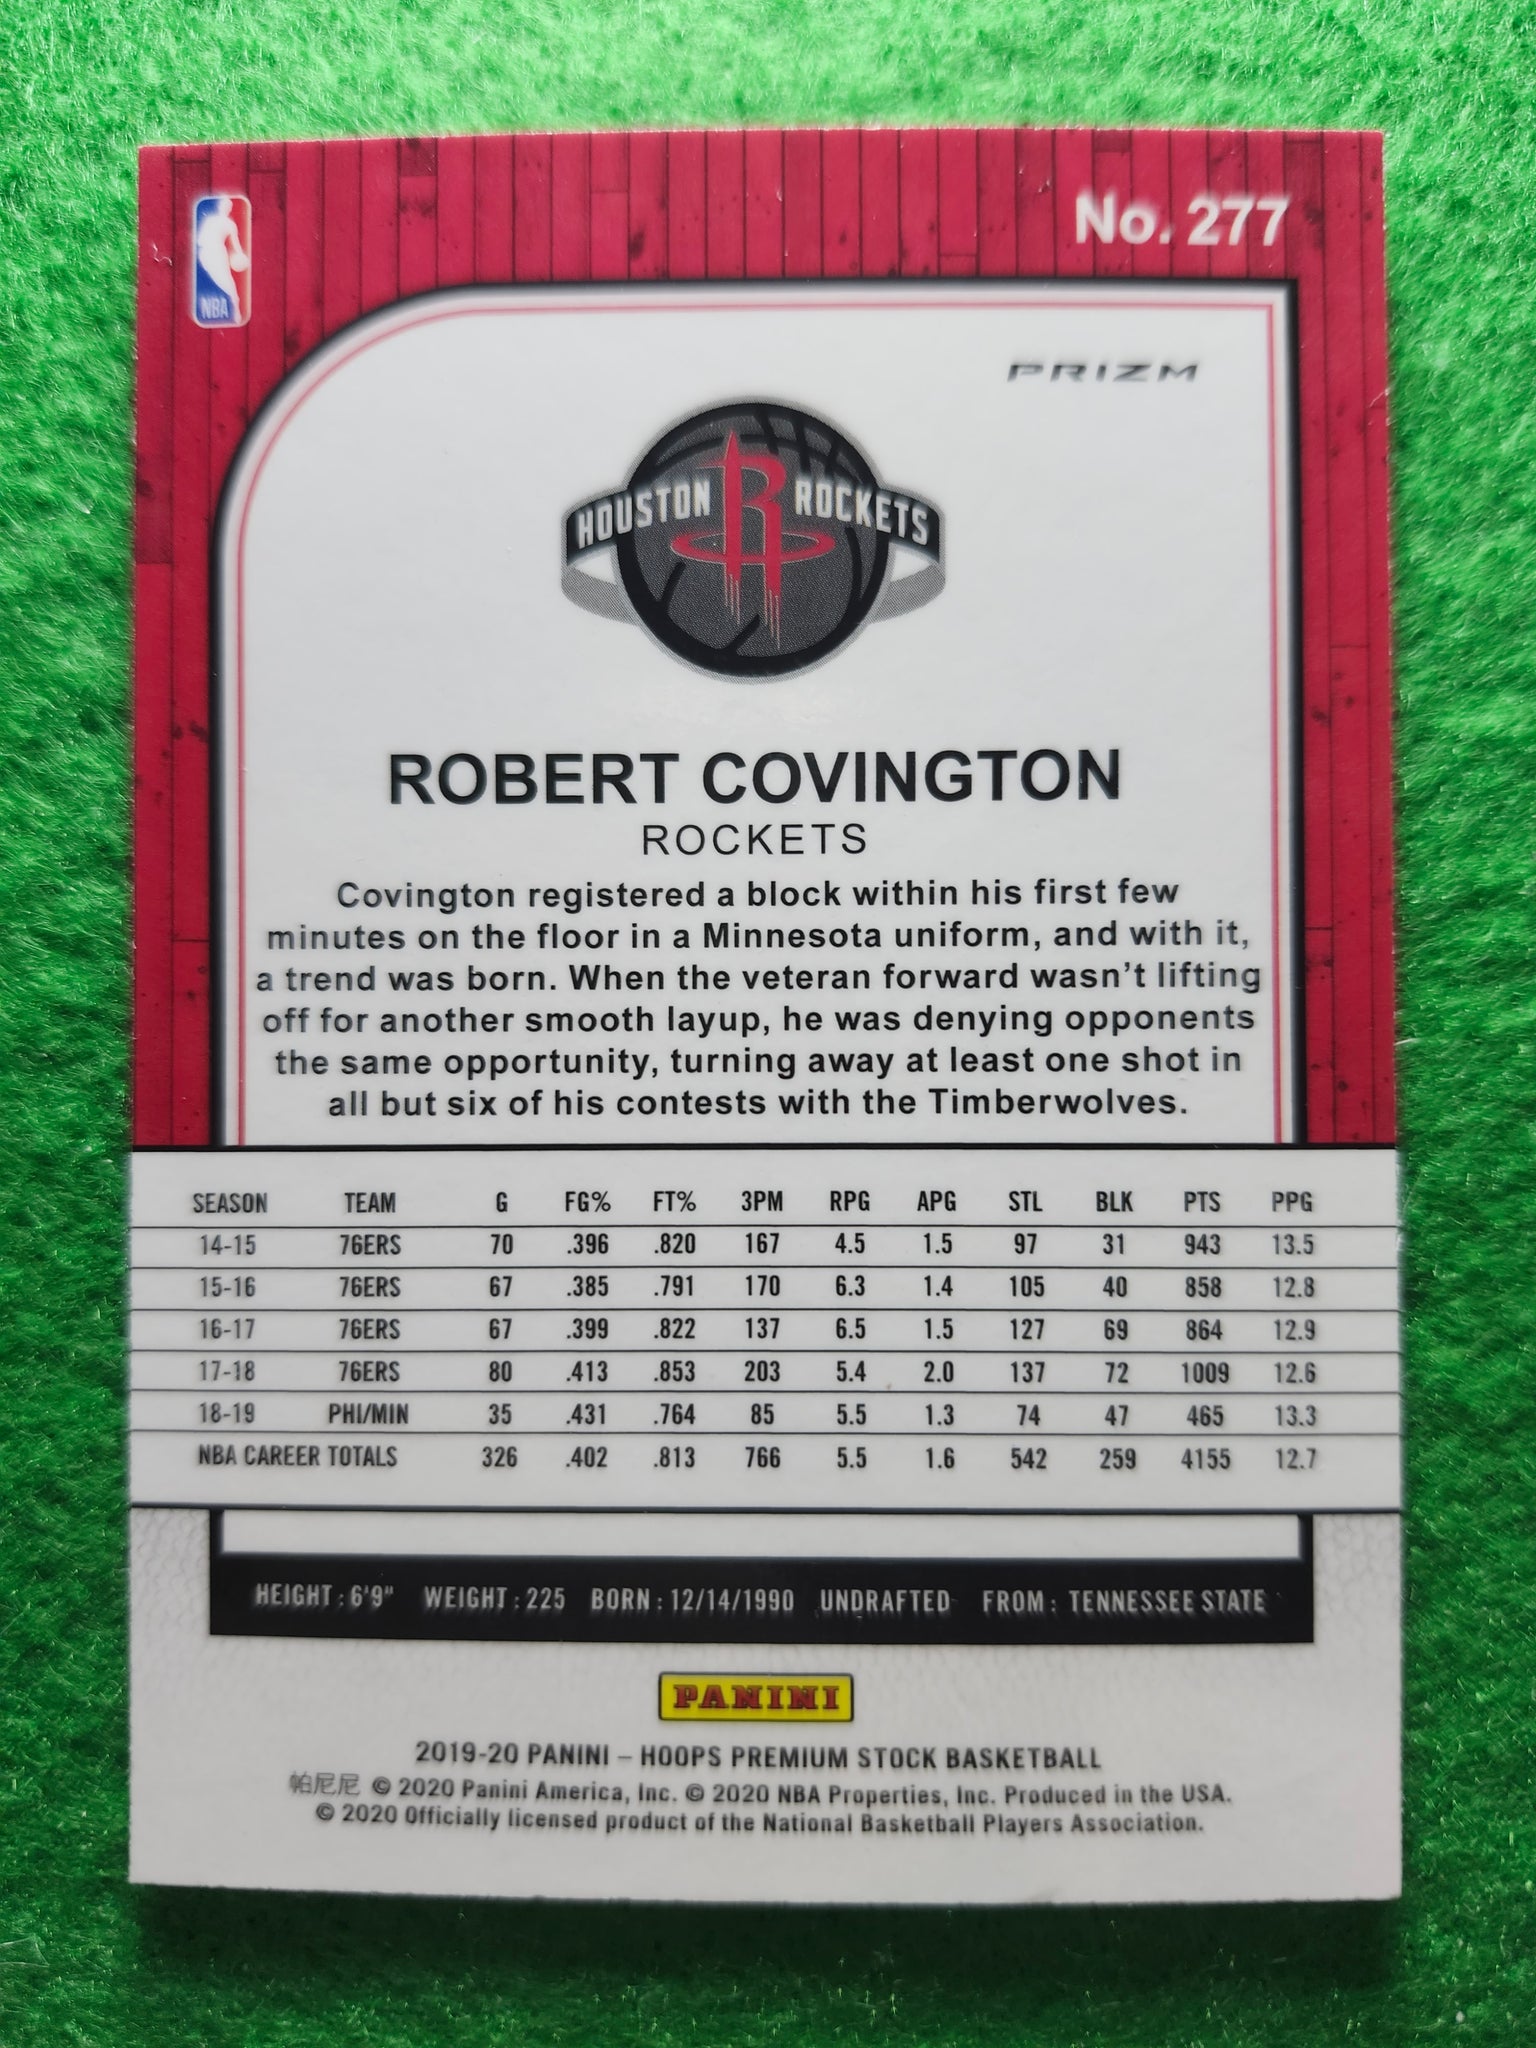 NBA
No. 277
PRIZM
HOUSTON R ROCKETS
ROBERT COVINGTON
ROCKETS
Covington registered a block within his first few
minutes on the floor in a Minnesota uniform, and with it,
a trend was born. When the veteran forward wasn't lifting
off for another smooth layup, he was denying opponents
the same opportunity, turning away at least one shot in
all but six of his contests with the Timberwolves.
SEASON TEAM G FG% FT% 3PM RPG APG STL BLK PTS PPG
14-15 76ERS 70 .396 .820 167 4.5 1.5 97 31 943 13.5
15-16 76ERS 67 .385 .791 170 6.3 1.4 105 40 858 12.8
16-17 76ERS 67 .399 .822 137 6.5 1.5 127 69 864 12.9
17-18 76ERS 80 .413 .853 203 5.4 2.0 137 72 1009 12.6
18-19 PHI/MIN 35 .431 .764 85 5.5 1.3 74 47 465 13.3
NBA CAREER TOTALS 326 .402 .813 766 5.5 1.6 542 259 4155 12.7
HEIGHT : 6'9" WEIGHT : 225 BORN : 12/14/1990 UNDRAFTED FROM : TENNESSEE STATE
PANINI
2019-20 PANINI – HOOPS PREMIUM STOCK BASKETBALL
帕尼尼 © 2020 Panini America, Inc. © 2020 NBA Properties, Inc. Produced in the USA.
© 2020 Officially licensed product of the National Basketball Players Association.